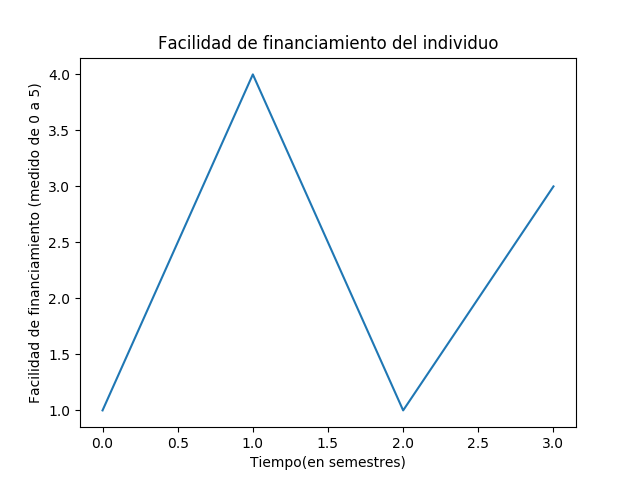 Facilidad de financiamiento del individuo
Facilidad de financiamiento (medido de 0 a 5)
4.0
3.5
3.0
2.5
2.0
1.5
1.0
0.0 0.5 1.0 1.5 2.0 2.5 3.0
Tiempo(en semestres)